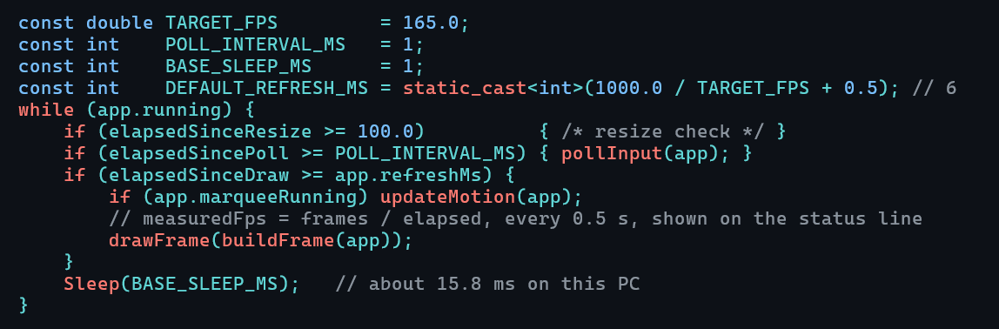 const double TARGET_FPS         = 165.0;
const int    POLL_INTERVAL_MS   = 1;
const int    BASE_SLEEP_MS      = 1;
const int    DEFAULT_REFRESH_MS = static_cast<int>(1000.0 / TARGET_FPS + 0.5); // 6
while (app.running) {
    if (elapsedSinceResize >= 100.0)          { /* resize check */ }
    if (elapsedSincePoll >= POLL_INTERVAL_MS) { pollInput(app); }
    if (elapsedSinceDraw >= app.refreshMs) {
        if (app.marqueeRunning) updateMotion(app);
        // measuredFps = frames / elapsed, every 0.5 s, shown on the status line
        drawFrame(buildFrame(app));
    }
    Sleep(BASE_SLEEP_MS);   // about 15.8 ms on this PC
}